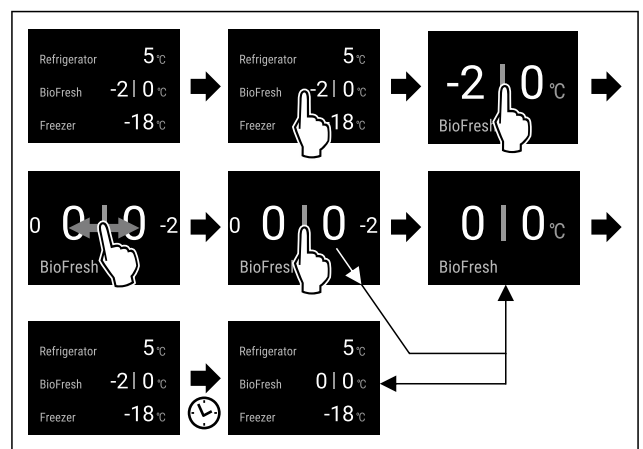 Refrigerator 5 °C
BioFresh -2 | 0 °C
Freezer -18 °C
Refrigerator 5 °C
BioFresh -2 | 0 °C
Freezer -18 °C
-2 | 0 °C
BioFresh
0 0 | 0 -2
BioFresh
0 0 | 0 -2
BioFresh
0 | 0 °C
BioFresh
Refrigerator 5 °C
BioFresh -2 | 0 °C
Freezer -18 °C
Refrigerator 5 °C
BioFresh 0 | 0 °C
Freezer -18 °C